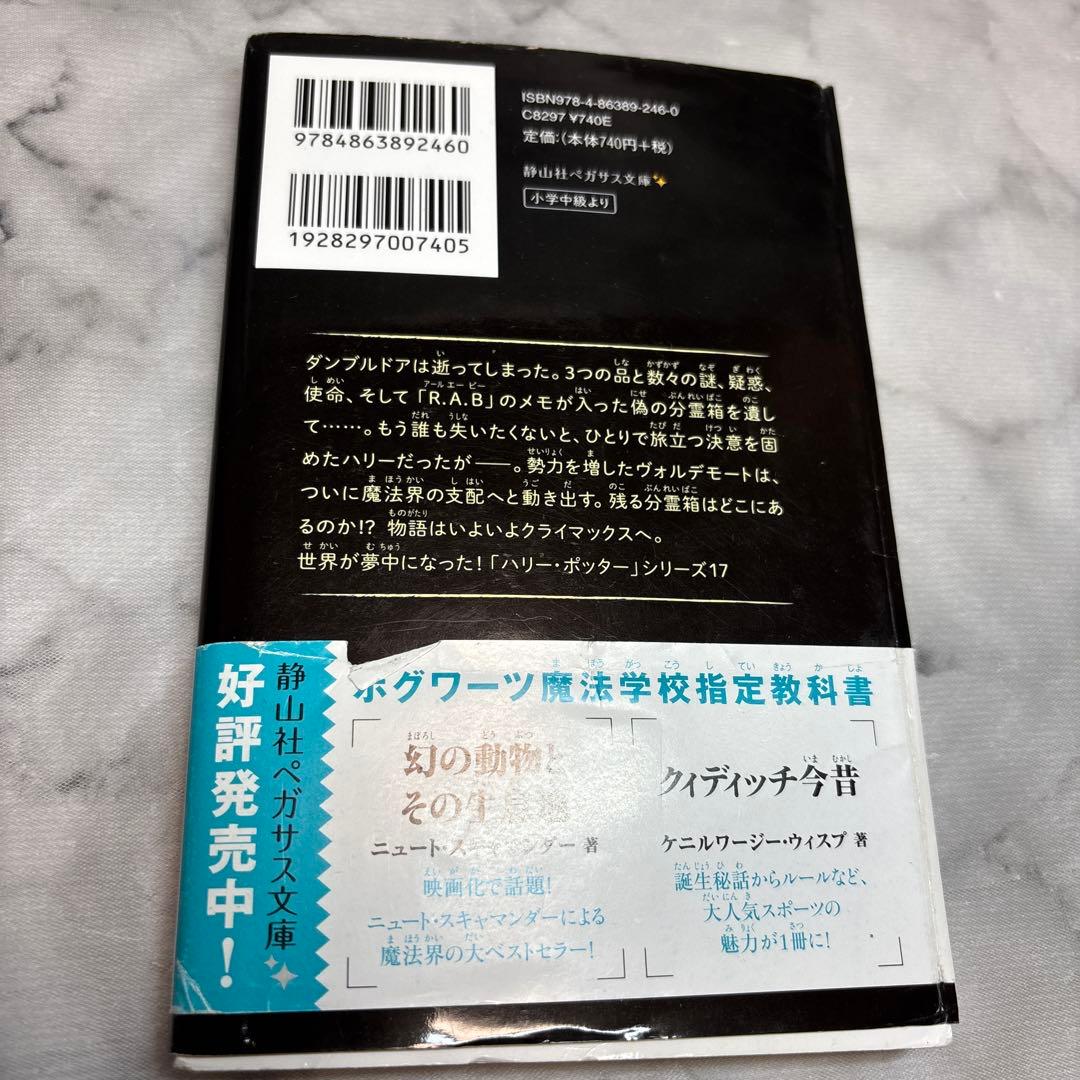 9784863892460
1928297007405
ISBN978-4-86389-246-0
C8297 ¥740E
定価:(本体740円+税)
静山社ペガサス文庫
小学中級より
ダンブルドアは逝ってしまった。3つの品と数々の謎、疑惑、
使命、そして「R.A.B」のメモが入った偽の分霊箱を遺し
て……。もう誰も失いたくないと、ひとりで旅立つ決意を固
めたハリーだったが――。勢力を増したヴォルデモートは、
ついに魔法界の支配へと動き出す。残る分霊箱はどこにあ
るのか!? 物語はいよいよクライマックスへ。
世界が夢中になった!「ハリー・ポッター」シリーズ17
静山社ペガサス文庫
好評発売中!
ホグワーツ魔法学校指定教科書
幻の動物と
その生息地
ニュート・スキャマンダー 著
映画化で話題!
ニュート・スキャマンダーによる
魔法界の大ベストセラー!
クィディッチ今昔
ケニルワージー・ウィスプ 著
誕生秘話からルールなど、
大人気スポーツの
魅力が1冊に!